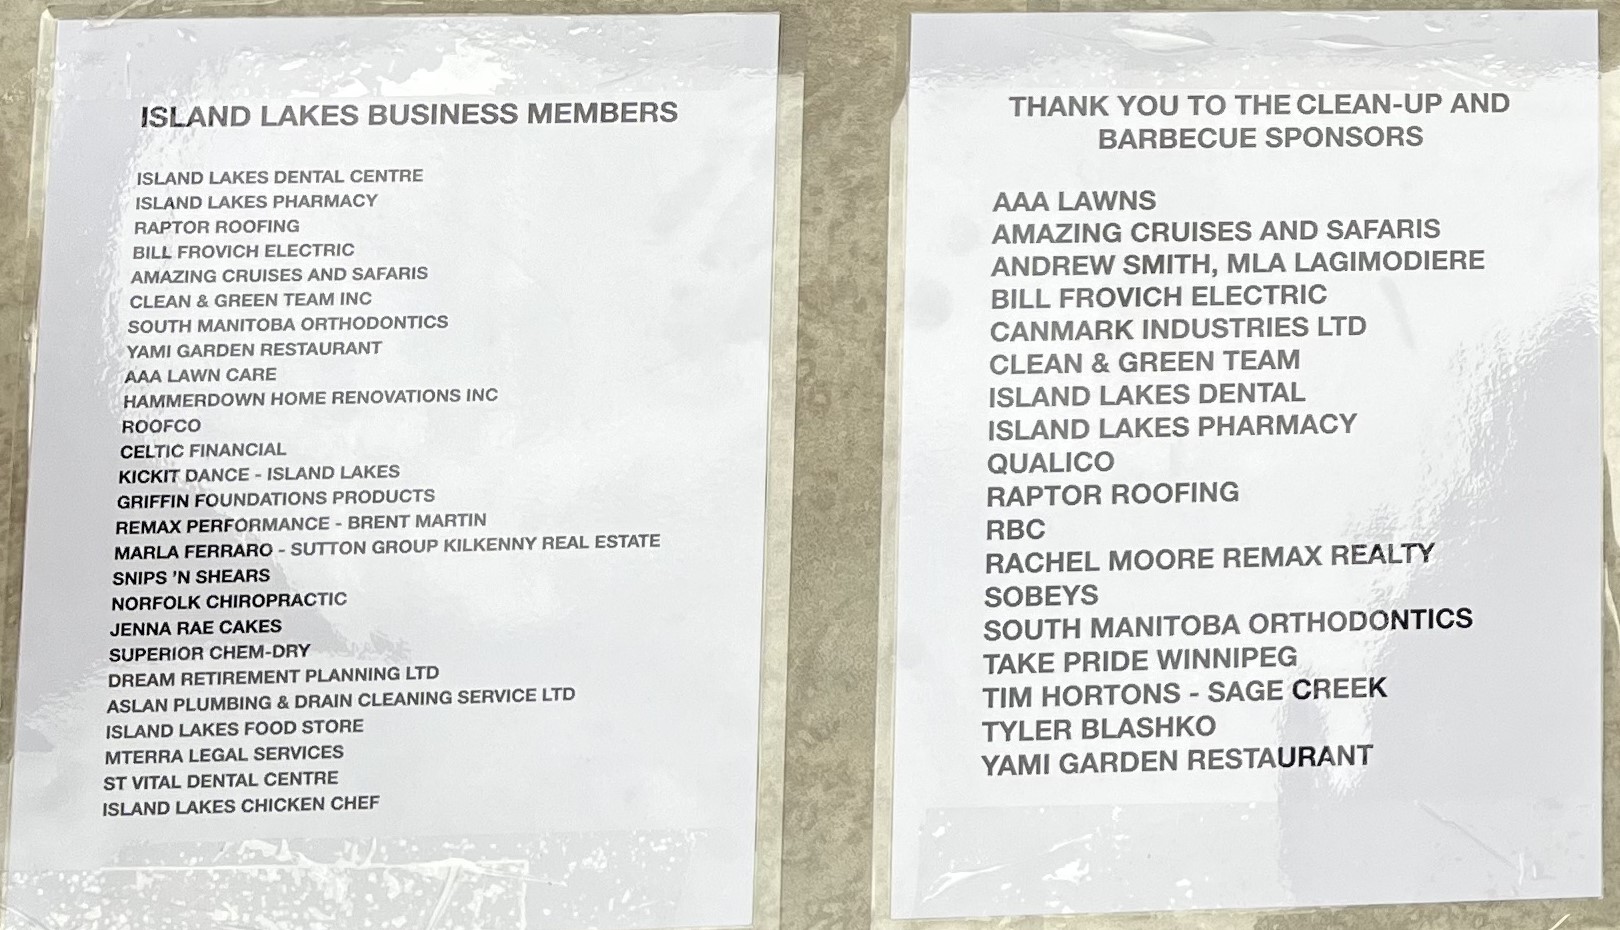 ISLAND LAKES BUSINESS MEMBERS
ISLAND LAKES DENTAL CENTRE
ISLAND LAKES PHARMACY
RAPTOR ROOFING
BILL FROVICH ELECTRIC
AMAZING CRUISES AND SAFARIS
CLEAN & GREEN TEAM INC
SOUTH MANITOBA ORTHODONTICS
YAMI GARDEN RESTAURANT
AAA LAWN CARE
HAMMERDOWN HOME RENOVATIONS INC
ROOFCO
CELTIC FINANCIAL
KICKIT DANCE - ISLAND LAKES
GRIFFIN FOUNDATIONS PRODUCTS
REMAX PERFORMANCE - BRENT MARTIN
MARLA FERRARO - SUTTON GROUP KILKENNY REAL ESTATE
SNIPS 'N SHEARS
NORFOLK CHIROPRACTIC
JENNA RAE CAKES
SUPERIOR CHEM-DRY
DREAM RETIREMENT PLANNING LTD
ASLAN PLUMBING & DRAIN CLEANING SERVICE LTD
ISLAND LAKES FOOD STORE
MTERRA LEGAL SERVICES
ST VITAL DENTAL CENTRE
ISLAND LAKES CHICKEN CHEF
THANK YOU TO THE CLEAN-UP AND
BARBECUE SPONSORS
AAA LAWNS
AMAZING CRUISES AND SAFARIS
ANDREW SMITH, MLA LAGIMODIERE
BILL FROVICH ELECTRIC
CANMARK INDUSTRIES LTD
CLEAN & GREEN TEAM
ISLAND LAKES DENTAL
ISLAND LAKES PHARMACY
QUALICO
RAPTOR ROOFING
RBC
RACHEL MOORE REMAX REALTY
SOBEYS
SOUTH MANITOBA ORTHODONTICS
TAKE PRIDE WINNIPEG
TIM HORTONS - SAGE CREEK
TYLER BLASHKO
YAMI GARDEN RESTAURANT